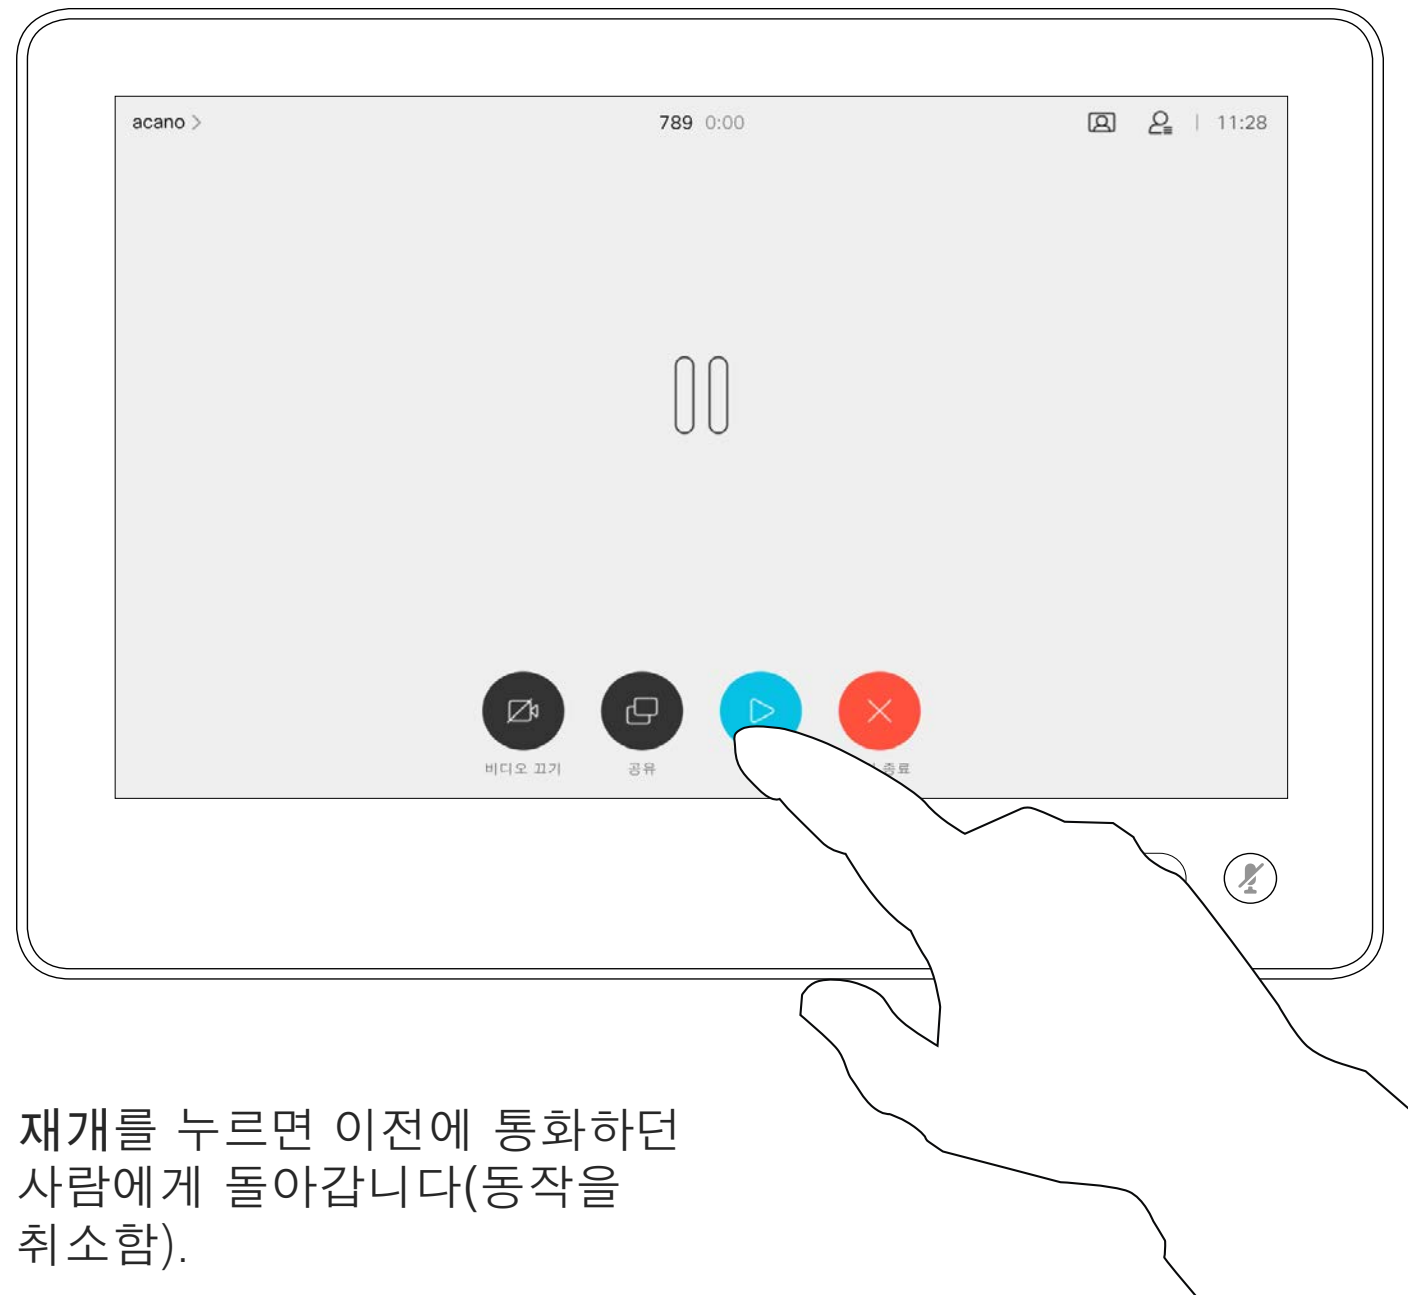 acano >
789 0:00
11:28
비디오 끄기
공유
종료
재개를 누르면 이전에 통화하던
사람에게 돌아갑니다(동작을
취소함).